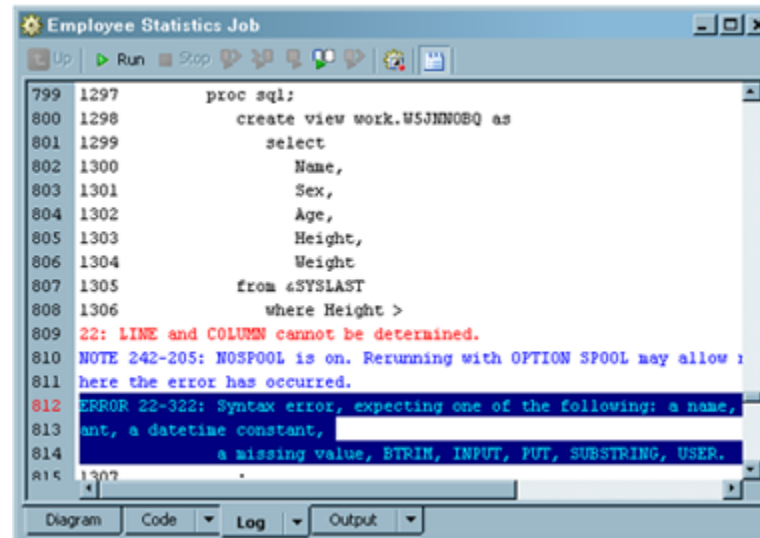 Employee Statistics Job
Up Run Stop
799 1297 proc sql;
800 1298 create view work.W5JNNOBQ as
801 1299 select
802 1300 Name,
803 1301 Sex,
804 1302 Age,
805 1303 Height,
806 1304 Weight
807 1305 from &SYSLAST
808 1306 where Height >
809 22: LINE and COLUMN cannot be determined.
810 NOTE 242-205: NOSPOOL is on. Rerunning with OPTION SPOOL may allow
811 here the error has occurred.
812 ERROR 22-322: Syntax error, expecting one of the following: a name,
813 ant, a datetime constant,
814 a missing value, BTRIM, INPUT, PUT, SUBSTRING, USER.
815 1307 ;
Diagram Code Log Output